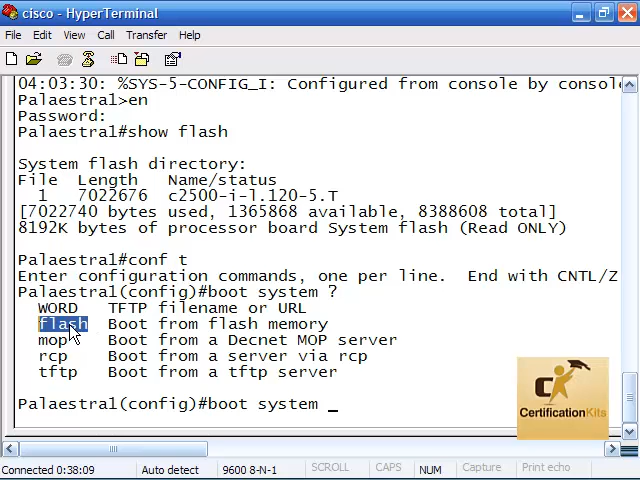 cisco - HyperTerminal
File Edit View Call Transfer Help
04:03:30: %SYS-5-CONFIG_I: Configured from console by console
Palaestra1>en
Password:
Palaestra1#show flash
System flash directory:
File Length Name/status
1 7022676 c2500-i-l.120-5.T
[7022740 bytes used, 1365868 available, 8388608 total]
8192K bytes of processor board System flash (Read ONLY)
Palaestra1#conf t
Enter configuration commands, one per line. End with CNTL/Z
Palaestra1(config)#boot system ?
WORD TFTP filename or URL
flash Boot from flash memory
mop Boot from a Decnet MOP server
rcp Boot from a server via rcp
tftp Boot from a tftp server
Palaestra1(config)#boot system _
CK
CertificationKits
Connected 0:38:09 Auto detect 9600 8-N-1 SCROLL CAPS NUM Capture Print echo